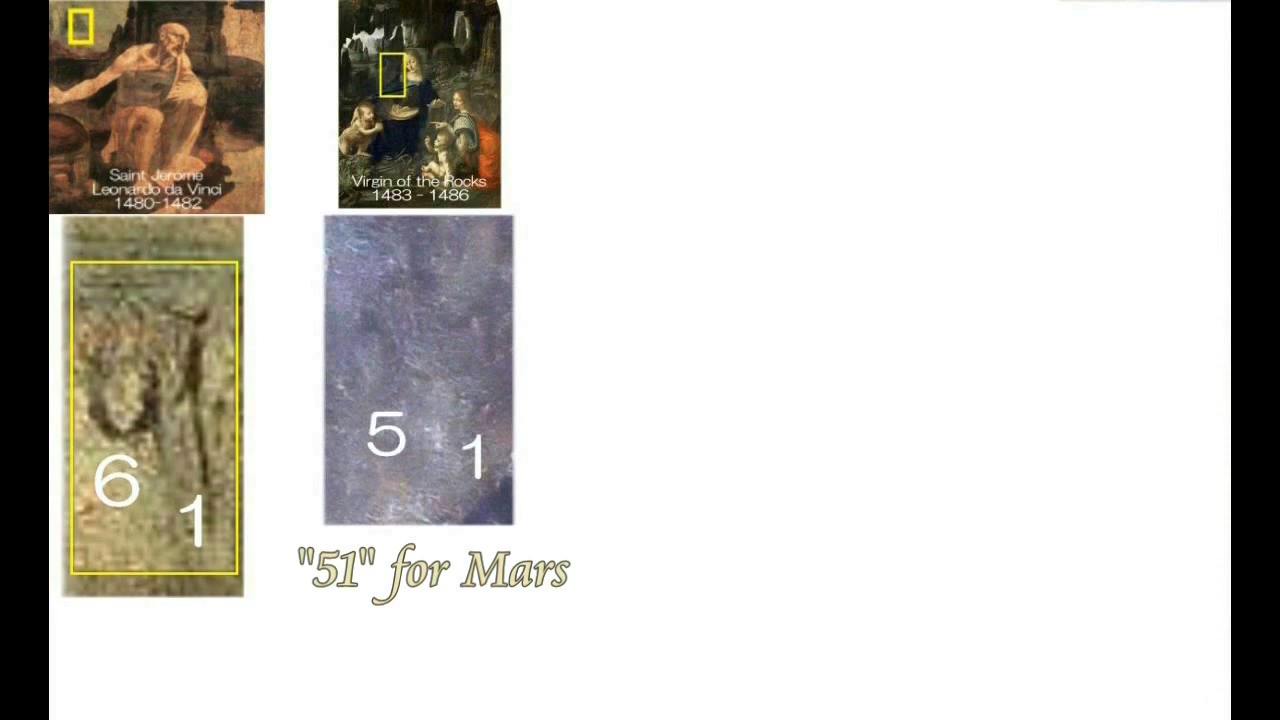 Saint Jerome
Leonardo da Vinci
1480-1482
Virgin of the Rocks
1483 - 1486
6
1
5
1
"51" for Mars